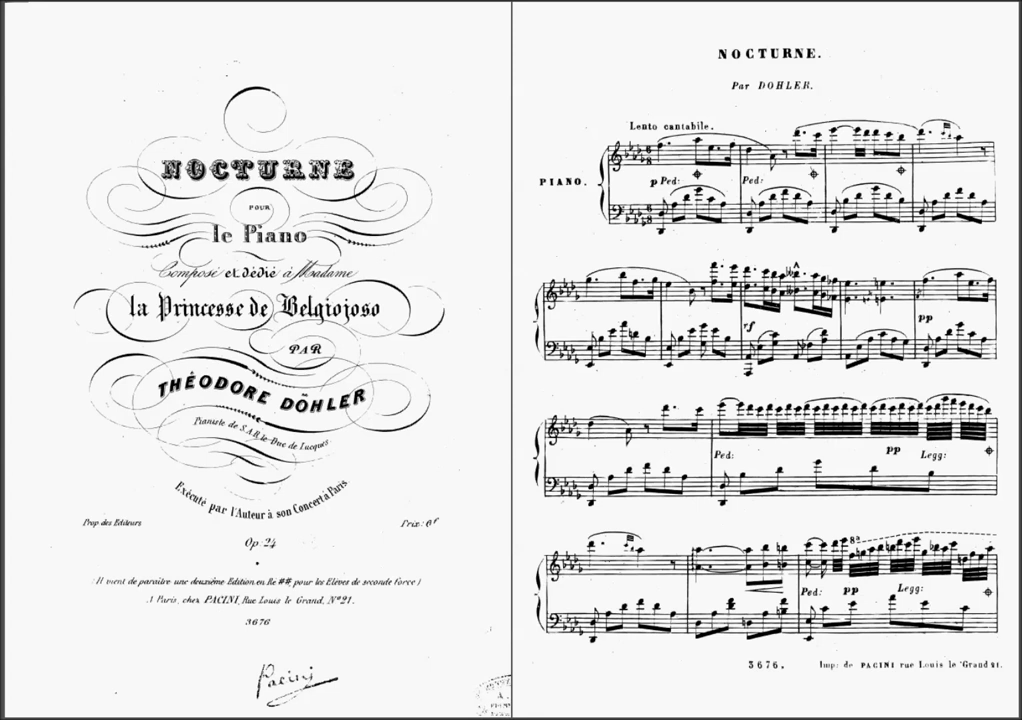 NOCTURNE
POUR
le Piano
Composé et dédié à Madame
la Princesse de Belgiojoso
PAR
THÉODORE DÖHLER
Pianiste de S.A.R. le Duc de Lucques
Exécuté par l'Auteur à son Concert à Paris
Prop. des Editeurs
Prix: 6f
Op: 24
(Il vient de paraître une deuxième Edition en Ré ## pour les Elèves de seconde force)
A Paris, chez PACINI, Rue Louis le Grand, Nº 21.
3676
Pacini
NOCTURNE.
Par DOHLER.
Lento cantabile.
PIANO.
p Ped: Ped:
rf pp
Ped: pp Legg:
8ª
Ped: pp Legg:
3676. Imp: de PACINI rue Louis le Grand 21.